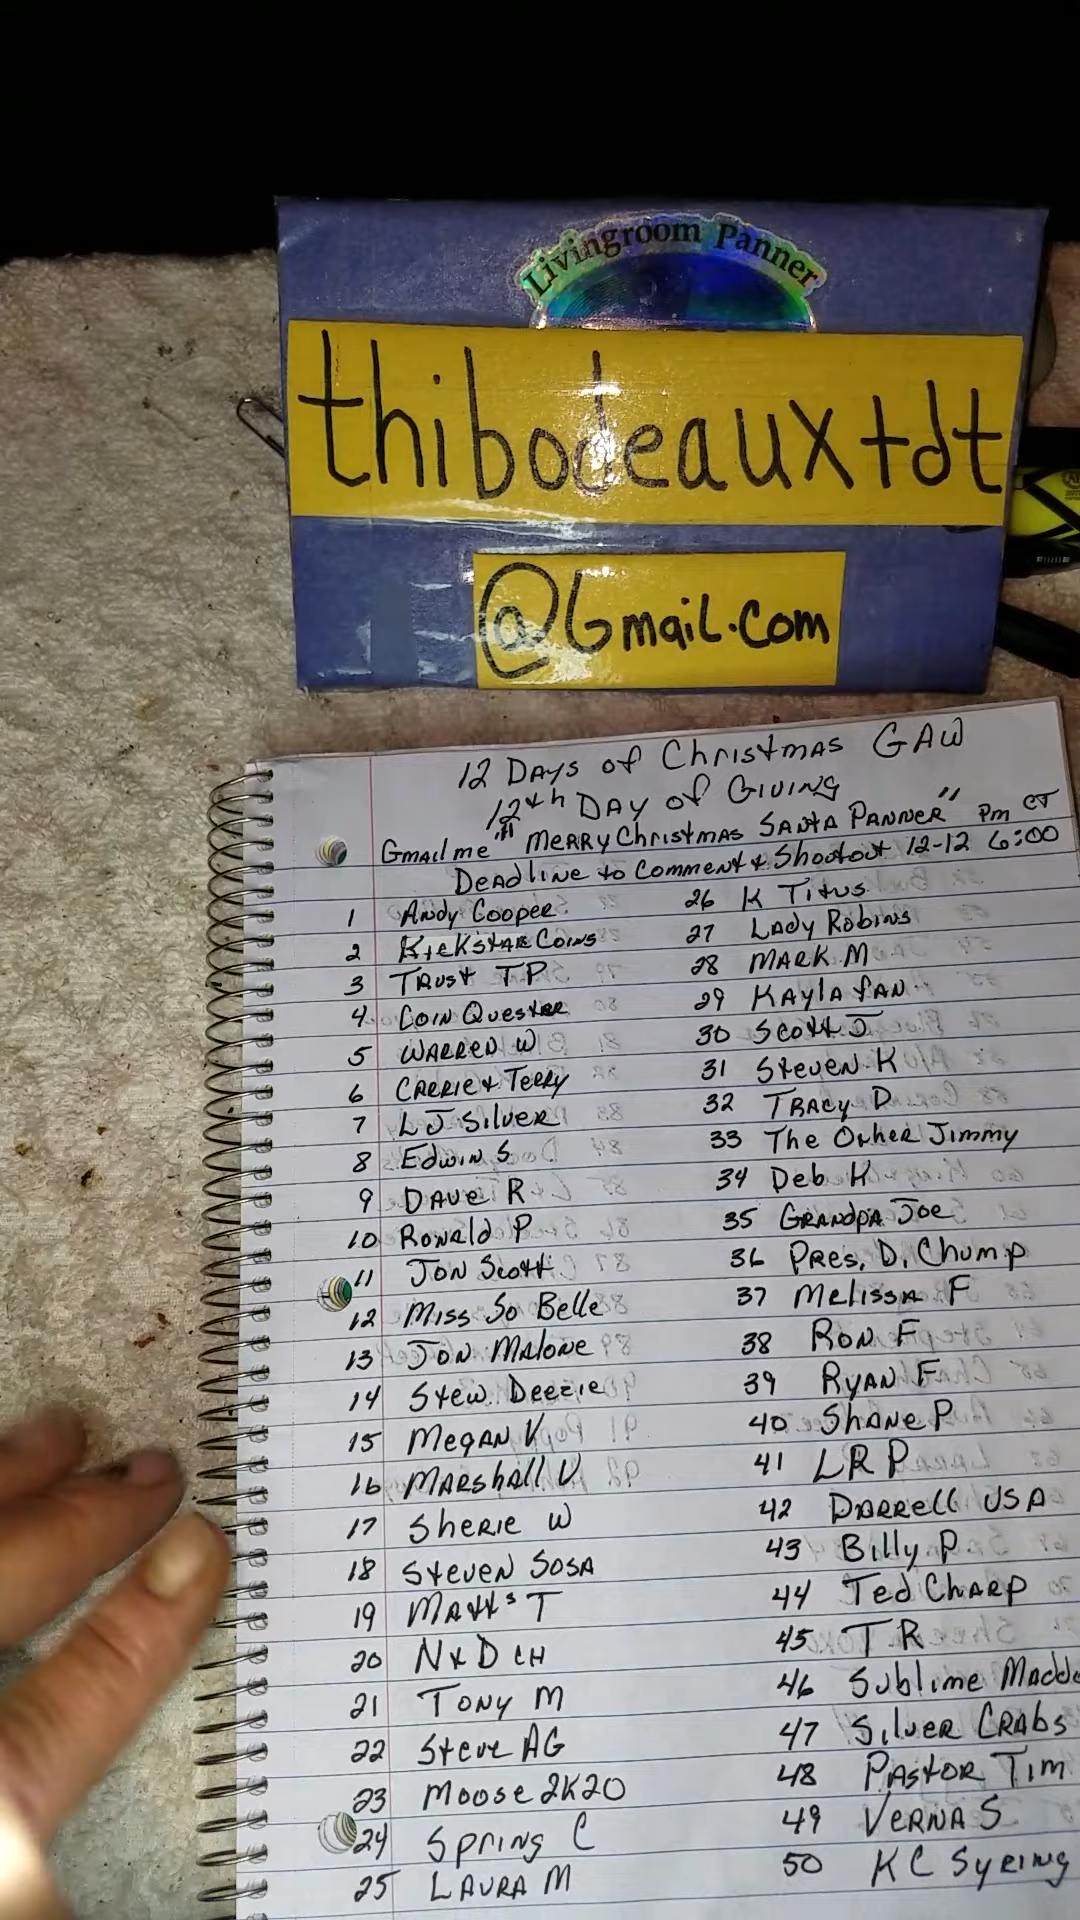 Livingroom Panner
thibodeauxtdt
@Gmail.com
12 DAYS of Christmas GAW
12th DAY of GIVING
Gmail me "MERRY Christmas SANTA PANNER" Pm CT
Deadline to Comment & Shoutout 12-12 6:00
1 Andy Cooper
2 KickstarCoins
3 Trust TP
4 Coin Quester
5 WARREN W
6 CARRIE & Terry
7 LJ Silver
8 Edwin S
9 DAVE R
10 Ronald P
11 Jon Scott
12 Miss So Belle
13 Jon Malone
14 Stew Deezie
15 Megan V
16 Marshall V
17 Sherie W
18 Steven Sosa
19 Matt's T
20 N&D CH
21 Tony M
22 Steve AG
23 Moose2K20
24 Spring C
25 LAURA M
26 K Titus
27 Lady Robins
28 MARK M
29 Kayla fan
30 Scott J
31 Steven K
32 TRACY D
33 The Other Jimmy
34 Deb K
35 Grandpa Joe
36 Pres. D. Chump
37 Melissa F
38 Ron F
39 Ryan F
40 Shane P
41 LRP
42 Darrell USA
43 Billy P
44 Ted Charp
45 T R
46 Sublime Madd
47 Silver Crabs
48 Pastor Tim
49 Verna S
50 KC Syring